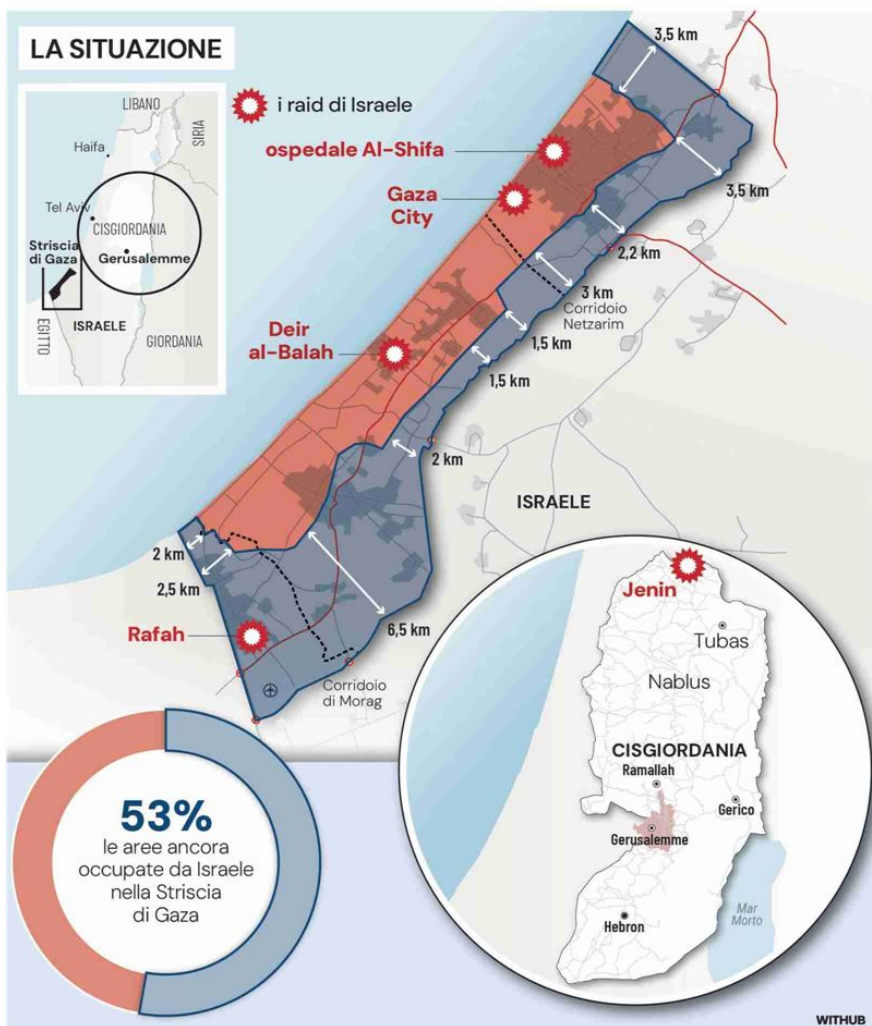 LA SITUAZIONE
LIBANO
SIRIA
Haifa
Tel Aviv
CISGIORDANIA
Striscia
di Gaza
Gerusalemme
EGITTO
ISRAELE
GIORDANIA
i raid di Israele
ospedale Al-Shifa
Gaza
City
Deir
al-Balah
Rafah
3,5 km
3,5 km
2,2 km
3 km
Corridoio
Netzarim
1,5 km
1,5 km
2 km
ISRAELE
2 km
2,5 km
6,5 km
Corridoio
di Morag
53%
le aree ancora
occupate da Israele
nella Striscia
di Gaza
Jenin
Tubas
Nablus
CISGIORDANIA
Ramallah
Gerico
Gerusalemme
Hebron
Mar
Morto
WITHUB